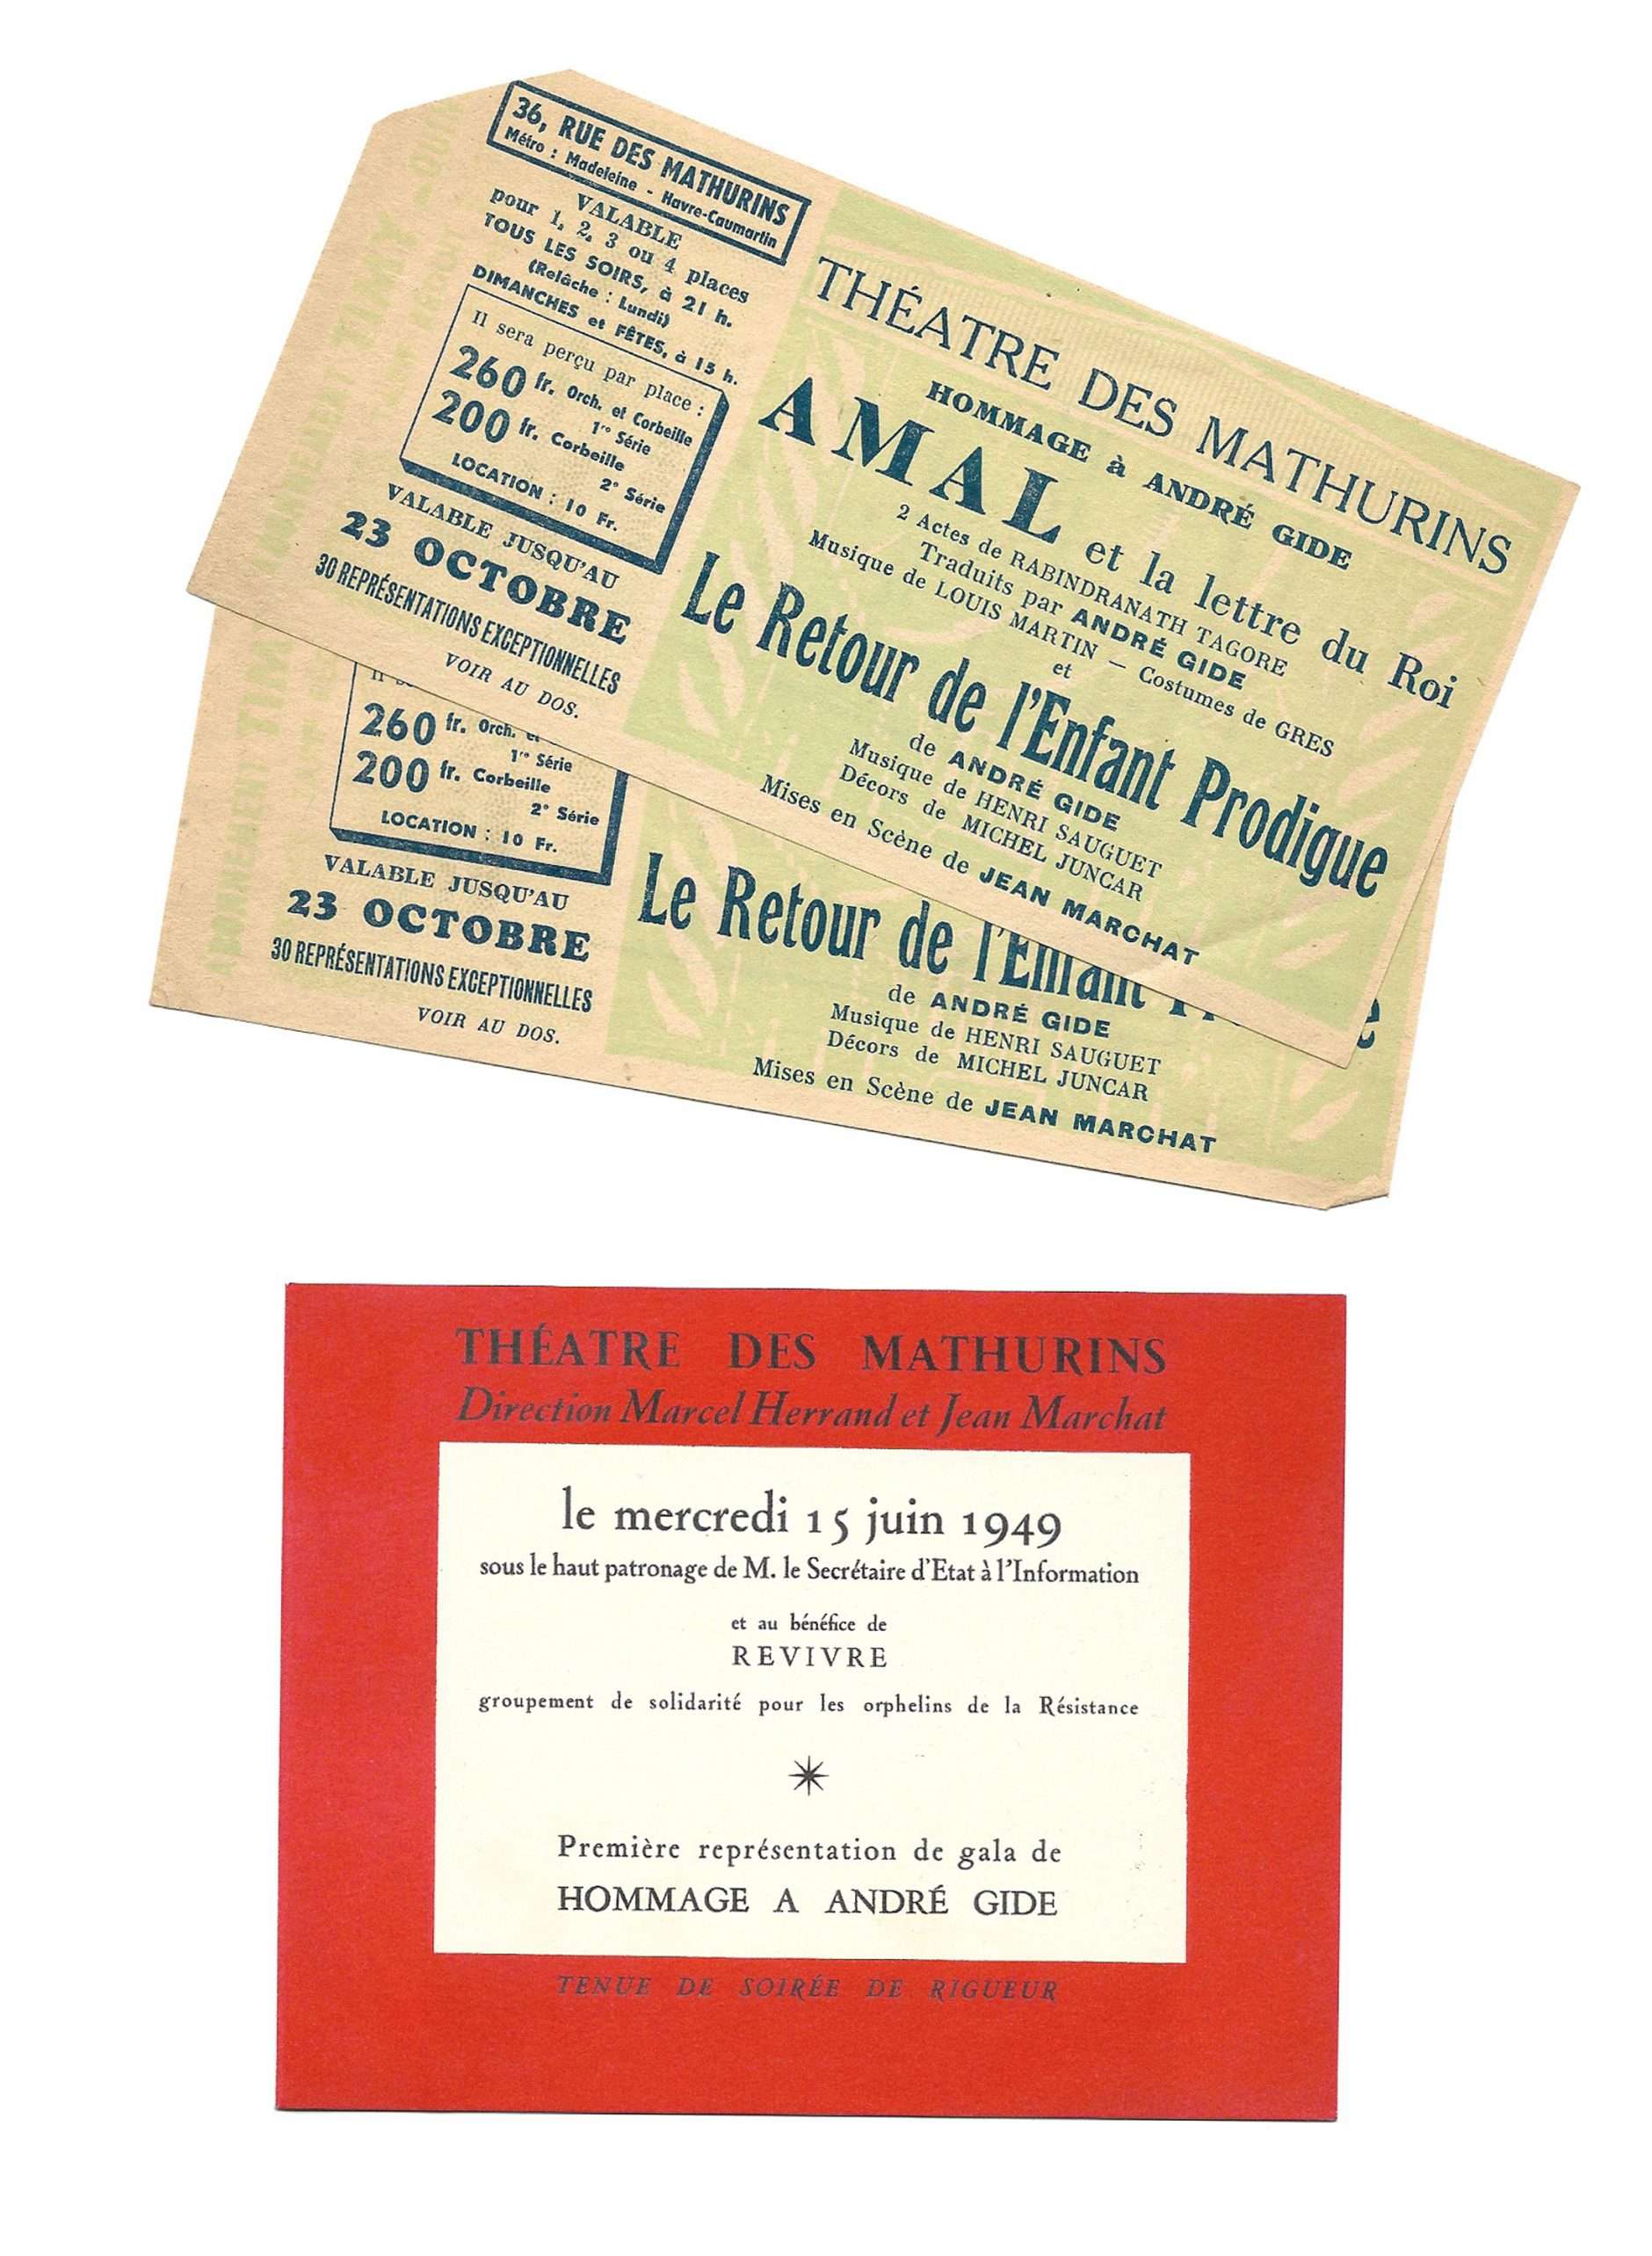 36, RUE DES MATHURINS
Métro : Madeleine - Havre-Caumartin
VALABLE
pour 1, 2, 3 ou 4 places
TOUS LES SOIRS, à 21 h.
(Relâche : Lundi)
DIMANCHES et FÊTES, à 15 h.
Il sera perçu par place :
260 fr. Orch. et Corbeille
1re Série
200 fr. Corbeille
2e Série
LOCATION : 10 Fr.
VALABLE JUSQU'AU
23 OCTOBRE
30 REPRÉSENTATIONS EXCEPTIONNELLES
VOIR AU DOS.
THÉATRE DES MATHURINS
HOMMAGE à ANDRÉ GIDE
AMAL et la lettre du Roi
2 Actes de RABINDRANATH TAGORE
Traduits par ANDRÉ GIDE
Musique de LOUIS MARTIN — Costumes de GRES
et
Le Retour de l'Enfant Prodigue
de ANDRÉ GIDE
Musique de HENRI SAUGUET
Décors de MICHEL JUNCAR
Mises en Scène de JEAN MARCHAT
260 fr. Orch.
1re Série
200 fr. Corbeille
2e Série
LOCATION : 10 Fr.
VALABLE JUSQU'AU
23 OCTOBRE
30 REPRÉSENTATIONS EXCEPTIONNELLES
VOIR AU DOS.
Le Retour de l'Enfant
de ANDRÉ GIDE
Musique de HENRI SAUGUET
Décors de MICHEL JUNCAR
Mises en Scène de JEAN MARCHAT
THÉATRE DES MATHURINS
Direction Marcel Herrand et Jean Marchat
le mercredi 15 juin 1949
sous le haut patronage de M. le Secrétaire d'Etat à l'Information
et au bénéfice de
REVIVRE
groupement de solidarité pour les orphelins de la Résistance
Première représentation de gala de
HOMMAGE A ANDRÉ GIDE
TENUE DE SOIRÉE DE RIGUEUR